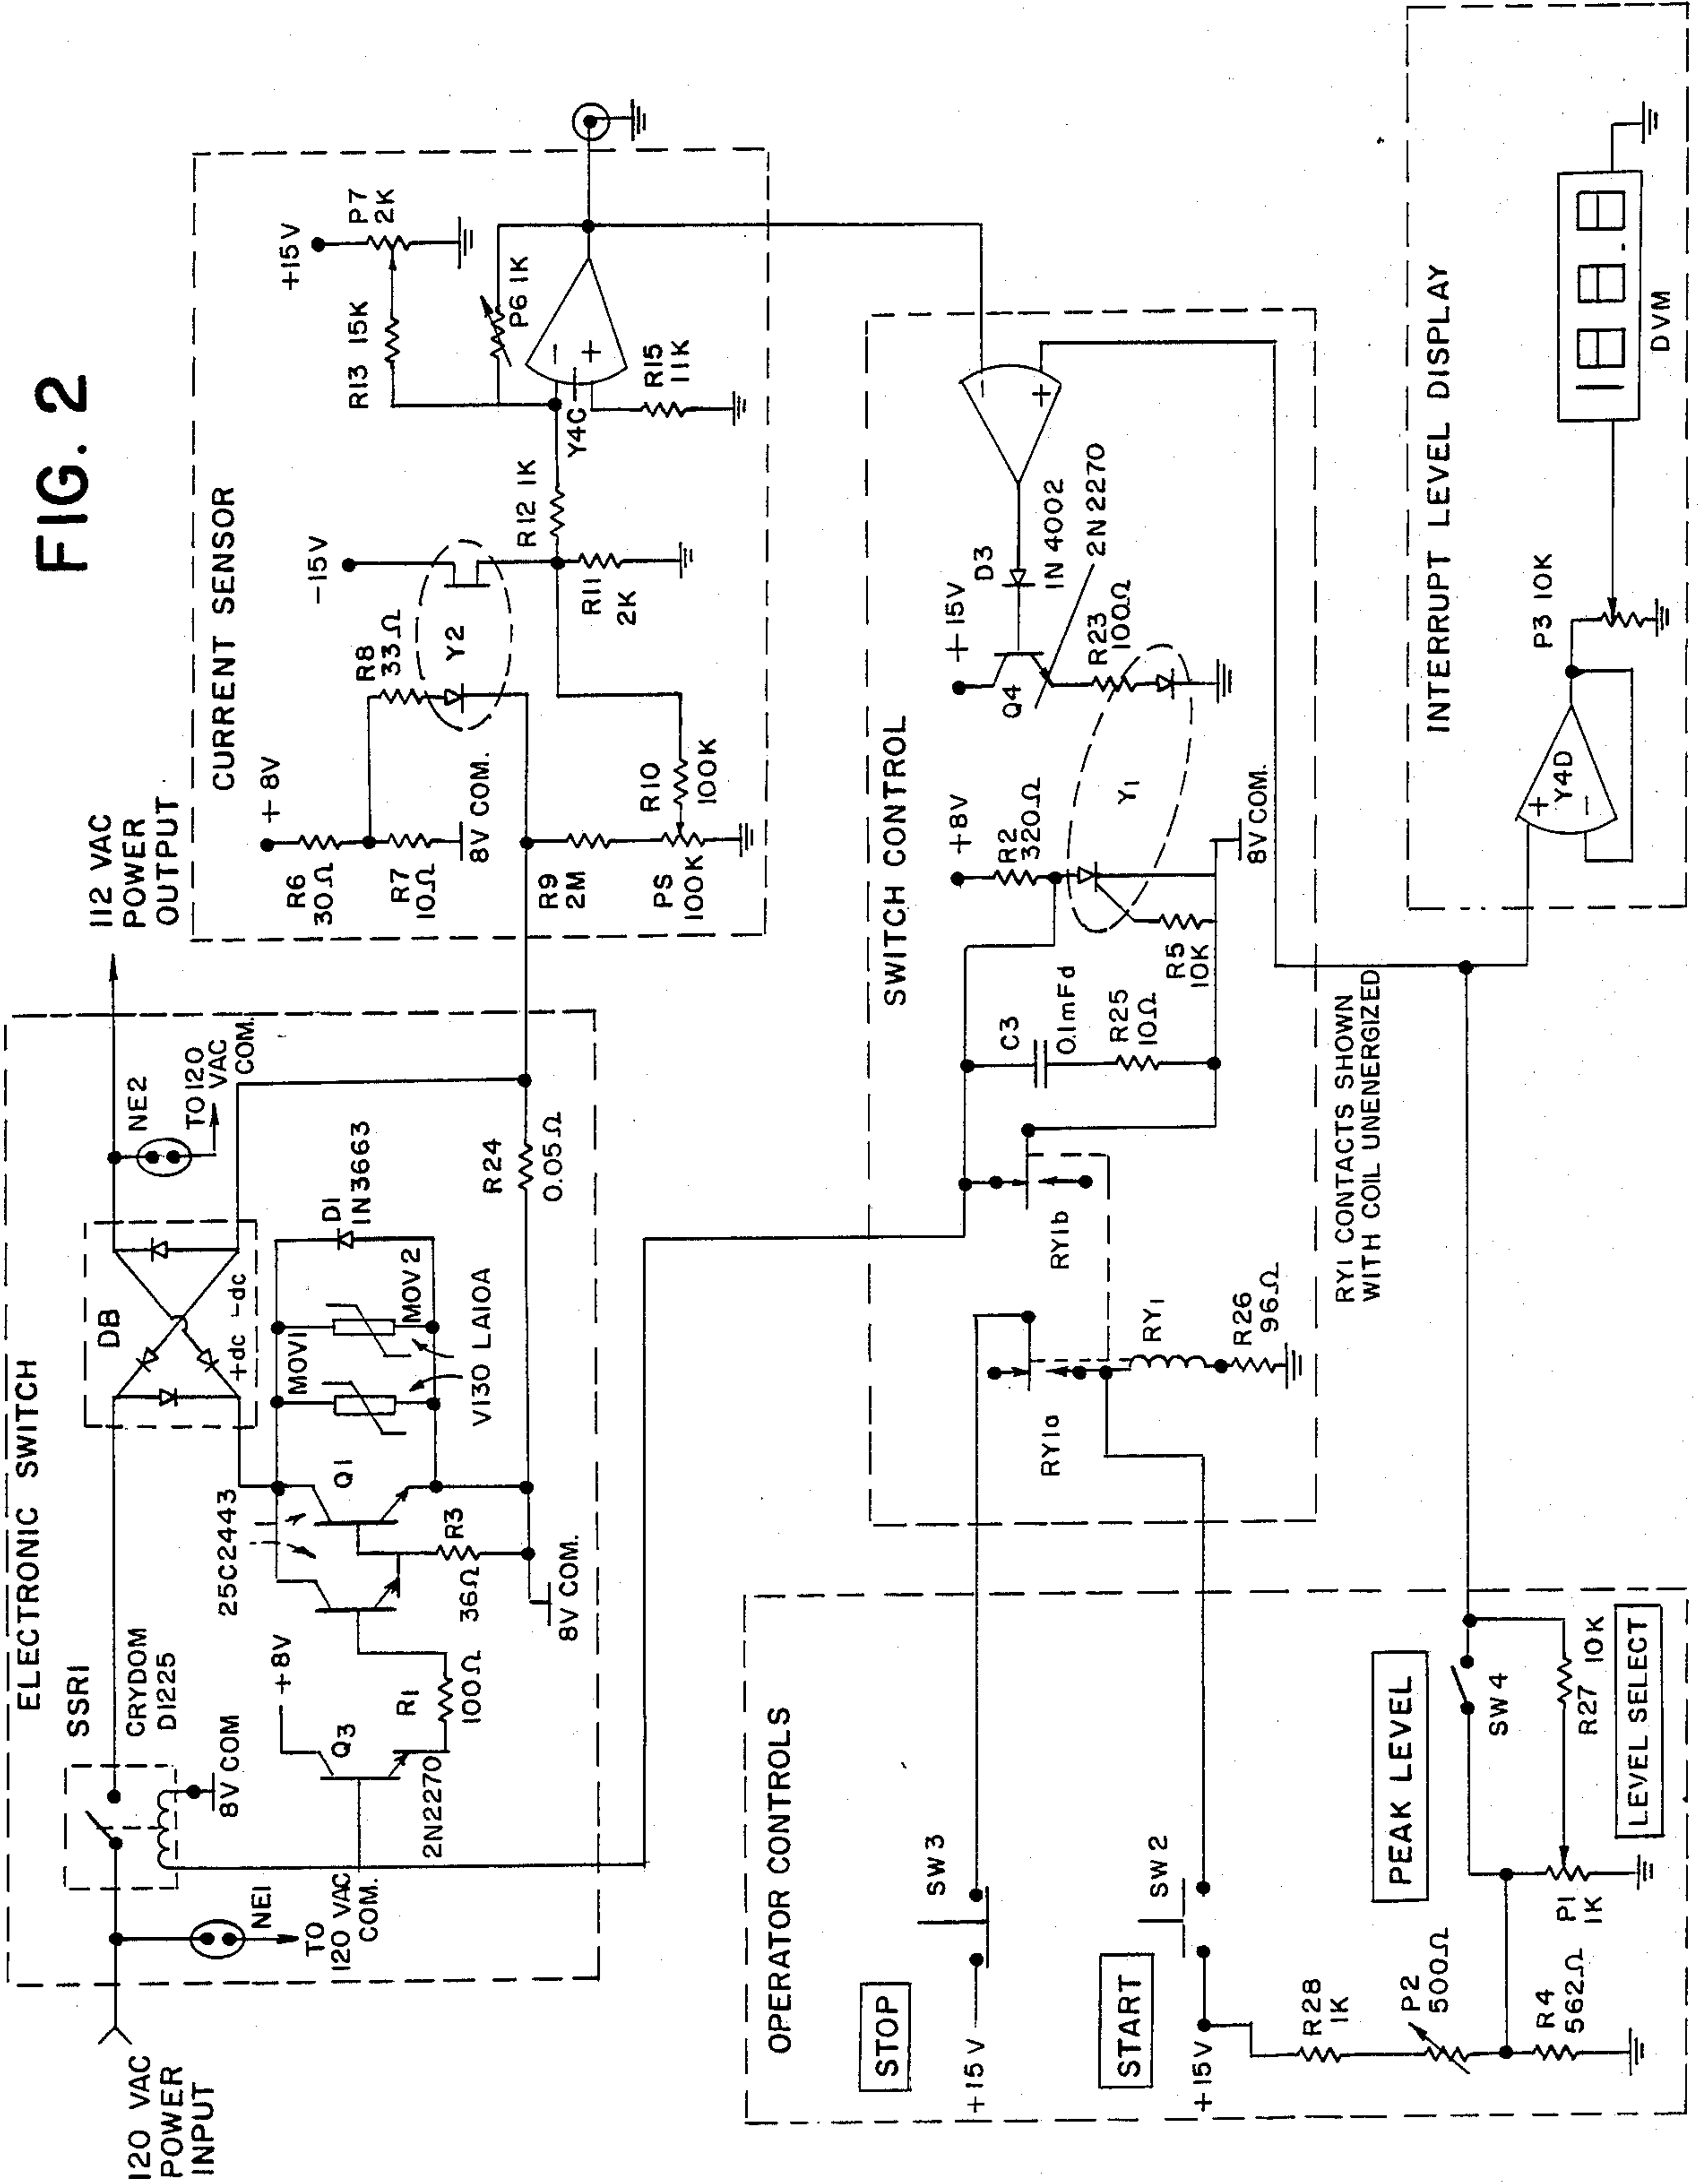 FIG. 2
ELECTRONIC SWITCH
120 VAC
POWER
INPUT
NE1
TO
120 VAC
COM.
SSR1
CRYDOM
D1225
8V COM
+8V
Q3
2N2270
R1
100Ω
25C2443
Q1
R3
36Ω
8V COM.
DB
+dc
-dc
MOV1
MOV2
V130 LA10A
D1
1N3663
R24
0.05Ω
NE2
TO 120
VAC
COM.
112 VAC
POWER
OUTPUT
CURRENT SENSOR
+8V
R6
30Ω
R7
10Ω
8V COM.
R8
33Ω
Y2
R9
2M
PS
100K
R10
100K
-15V
R11
2K
R12 1K
Y4C
-
+
R13 15K
+15V
P7
2K
P6 1K
R15
11K
SWITCH CONTROL
RY1a
RY1b
RY1
R26
96Ω
C3
0.1mFd
R25
10Ω
R5
10K
+8V
R2
320Ω
Y1
8V COM.
+15V
Q4
D3
1N 4002
2N2270
R23
100Ω
-
+
RY1 CONTACTS SHOWN
WITH COIL UNENERGIZED
OPERATOR CONTROLS
STOP
+15V
SW3
START
+15V
SW2
R28
1K
P2
500Ω
R4
562Ω
PEAK LEVEL
SW4
P1
1K
R27 10K
LEVEL SELECT
INTERRUPT LEVEL DISPLAY
Y4D
+
-
P3 10K
188.8
DVM